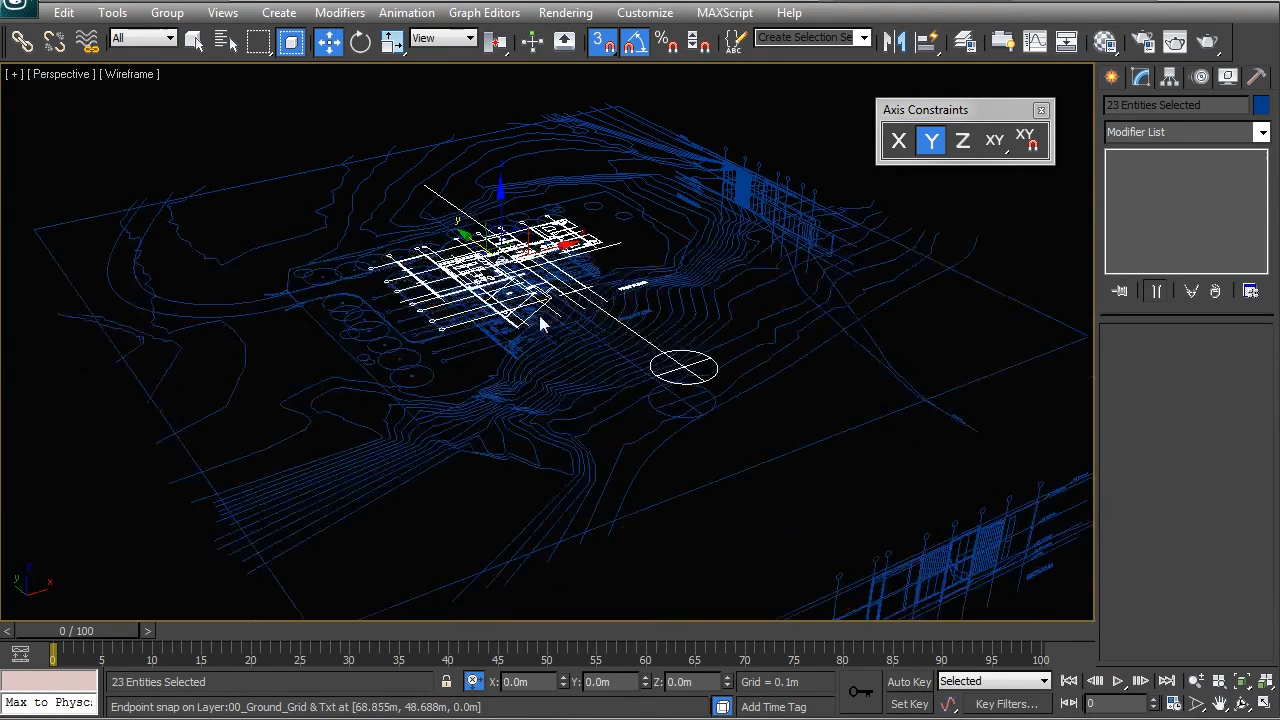 Edit Tools Group Views Create Modifiers Animation Graph Editors Rendering Customize MAXScript Help
All View 3 % ABC Create Selection Se
[ + ] [ Perspective ] [ Wireframe ]
Axis Constraints
X Y Z XY XY
23 Entities Selected
Modifier List
y
z
y x
< 0 / 100 >
0 5 10 15 20 25 30 35 40 45 50 55 60 65 70 75 80 85 90 95 100
23 Entities Selected X: 0.0m Y: 0.0m Z: 0.0m Grid = 0.1m Auto Key Selected
Max to Physc Endpoint snap on Layer:00_Ground_Grid & Txt at [68.855m, 48.688m, 0.0m] Add Time Tag Set Key Key Filters... 0